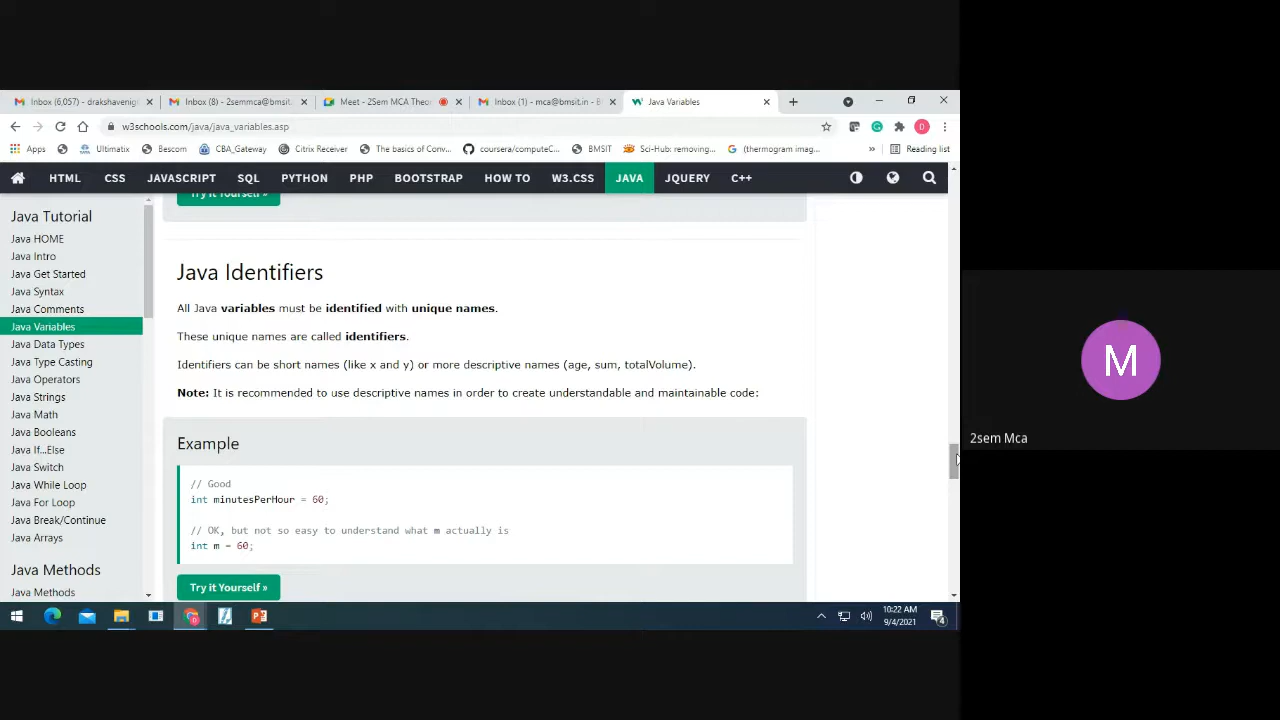 Inbox (6,057) - drakshavenig
Inbox (8) - 2semmca@bmsit.
Meet - 2Sem MCA Theor
Inbox (1) - mca@bmsit.in - B
Java Variables
w3schools.com/java/java_variables.asp
D
Apps
Ultimatix
Bescom
CBA_Gateway
Citrix Receiver
The basics of Conv...
coursera/computeC...
BMSIT
Sci-Hub: removing...
(thermogram imag...
»
Reading list
HTML
CSS
JAVASCRIPT
SQL
PYTHON
PHP
BOOTSTRAP
HOW TO
W3.CSS
JAVA
JQUERY
C++
Java Tutorial
Java HOME
Java Intro
Java Get Started
Java Syntax
Java Comments
Java Variables
Java Data Types
Java Type Casting
Java Operators
Java Strings
Java Math
Java Booleans
Java If...Else
Java Switch
Java While Loop
Java For Loop
Java Break/Continue
Java Arrays
Java Methods
Java Methods
Try it Yourself »
Java Identifiers
All Java variables must be identified with unique names.
These unique names are called identifiers.
Identifiers can be short names (like x and y) or more descriptive names (age, sum, totalVolume).
Note: It is recommended to use descriptive names in order to create understandable and maintainable code:
Example
// Good
int minutesPerHour = 60;
// OK, but not so easy to understand what m actually is
int m = 60;
Try it Yourself »
10:22 AM
9/4/2021
4
M
2sem Mca